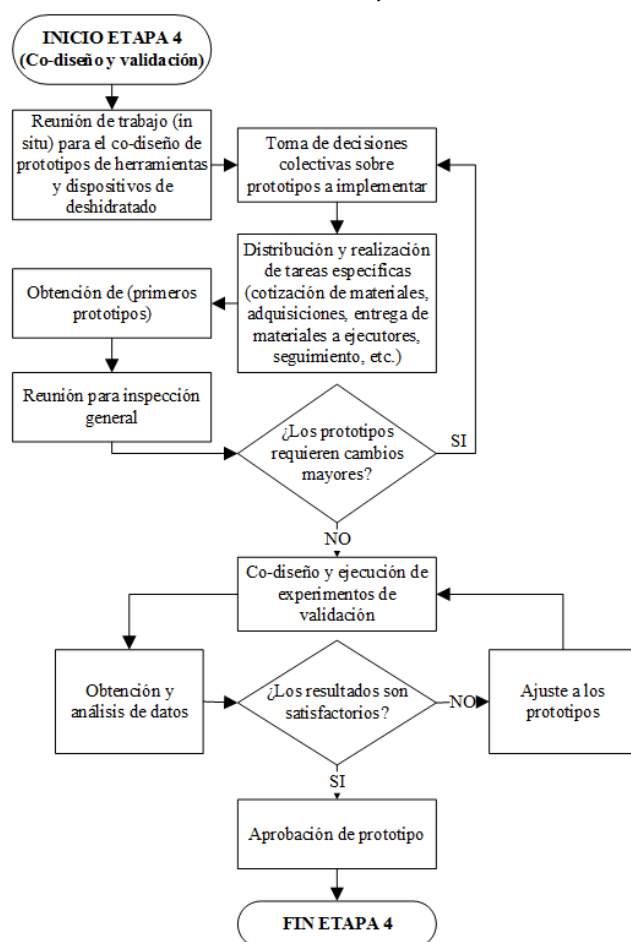 INICIO ETAPA 4
(Co-diseño y validación)
Reunión de trabajo (in
situ) para el co-diseño de
prototipos de herramientas
y dispositivos de
deshidratado
Toma de decisiones
colectivas sobre
prototipos a implementar
Distribución y realización
de tareas específicas
(cotización de materiales,
adquisiciones, entrega de
materiales a ejecutores,
seguimiento, etc.)
Obtención de (primeros
prototipos)
Reunión para inspección
general
¿Los prototipos
requieren cambios
mayores?
SI
NO
Co-diseño y ejecución de
experimentos de
validación
Obtención y
análisis de datos
¿Los resultados son
satisfactorios?
NO
Ajuste a los
prototipos
SI
Aprobación de prototipo
FIN ETAPA 4